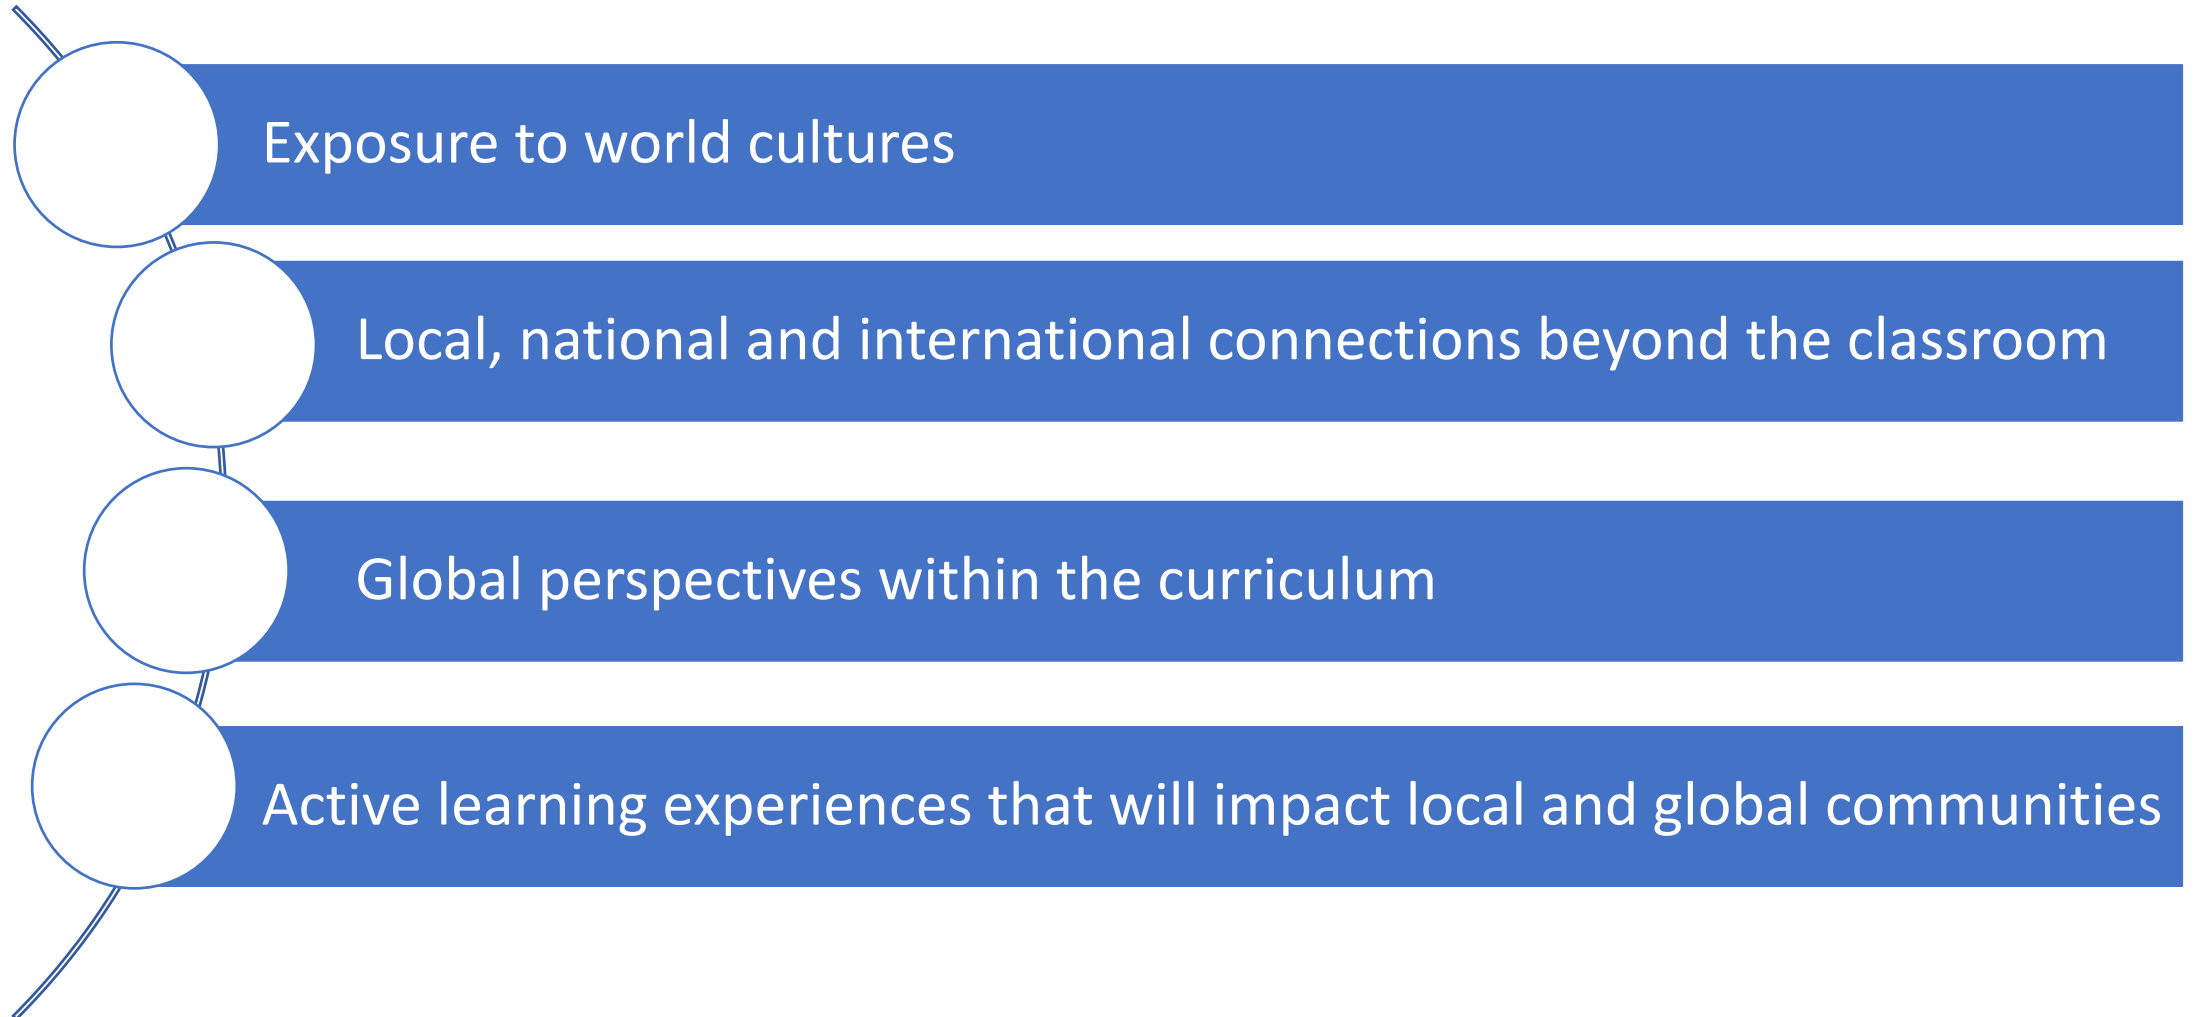 Exposure to world cultures
Local, national and international connections beyond the classroom
Global perspectives within the curriculum
Active learning experiences that will impact local and global communities